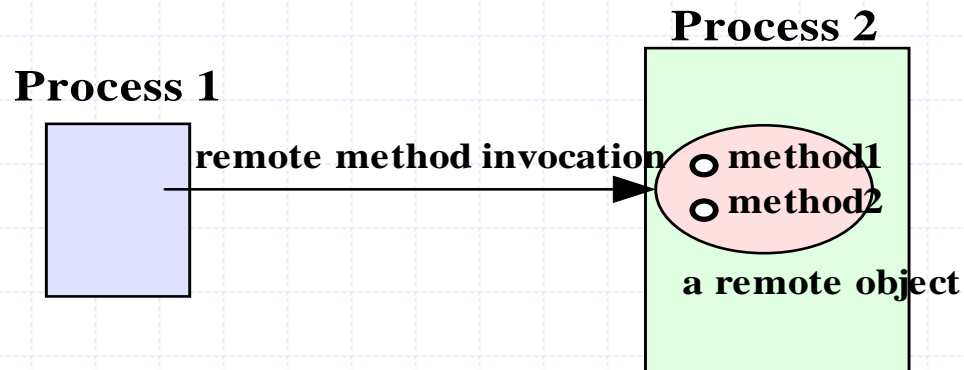 Process 2
Process 1
remote method invocation
method1
method2
a remote object